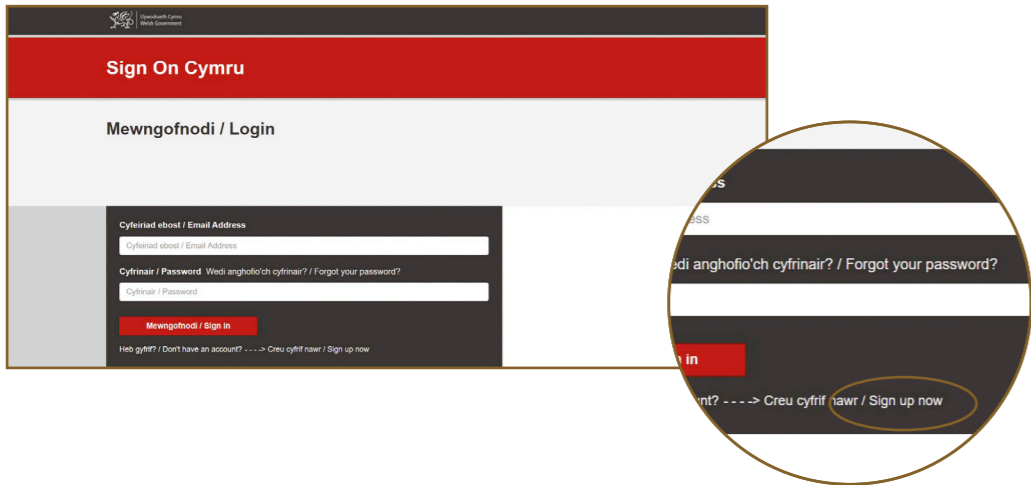 Llywodraeth Cymru
Welsh Government
Sign On Cymru
Mewngofnodi / Login
Cyfeiriad ebost / Email Address
Cyfeiriad ebost / Email Address
Cyfrinair / Password Wedi anghofio'ch cyfrinair? / Forgot your password?
Cyfrinair / Password
Mewngofnodi / Sign in
Heb gyfrif? / Don't have an account? - - - -> Creu cyfrif nawr / Sign up now
ss
ess
edi anghofio'ch cyfrinair? / Forgot your password?
in
nt? - - - -> Creu cyfrif nawr / Sign up now